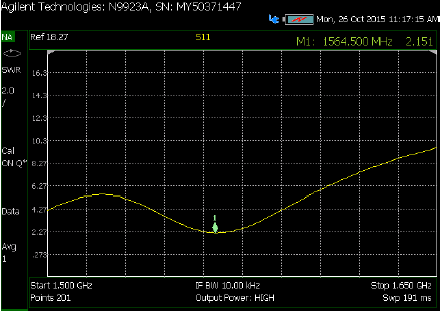 Agilent Technologies: N9923A, SN: MY50371447
Mon, 26 Oct 2015 11:17:15 AM
NA Ref 18.27 S11 M1: 1564.500 MHz 2.151
SWR
16.3
2.0
/
14.3
12.3
10.3
Cal
ON Q*
8.27
6.27
Data
4.27
2.27
Avg
1
.273
Start 1.500 GHz IF BW 10.00 kHz Stop 1.650 GHz
Points 201 Output Power: HIGH Swp 191 ms